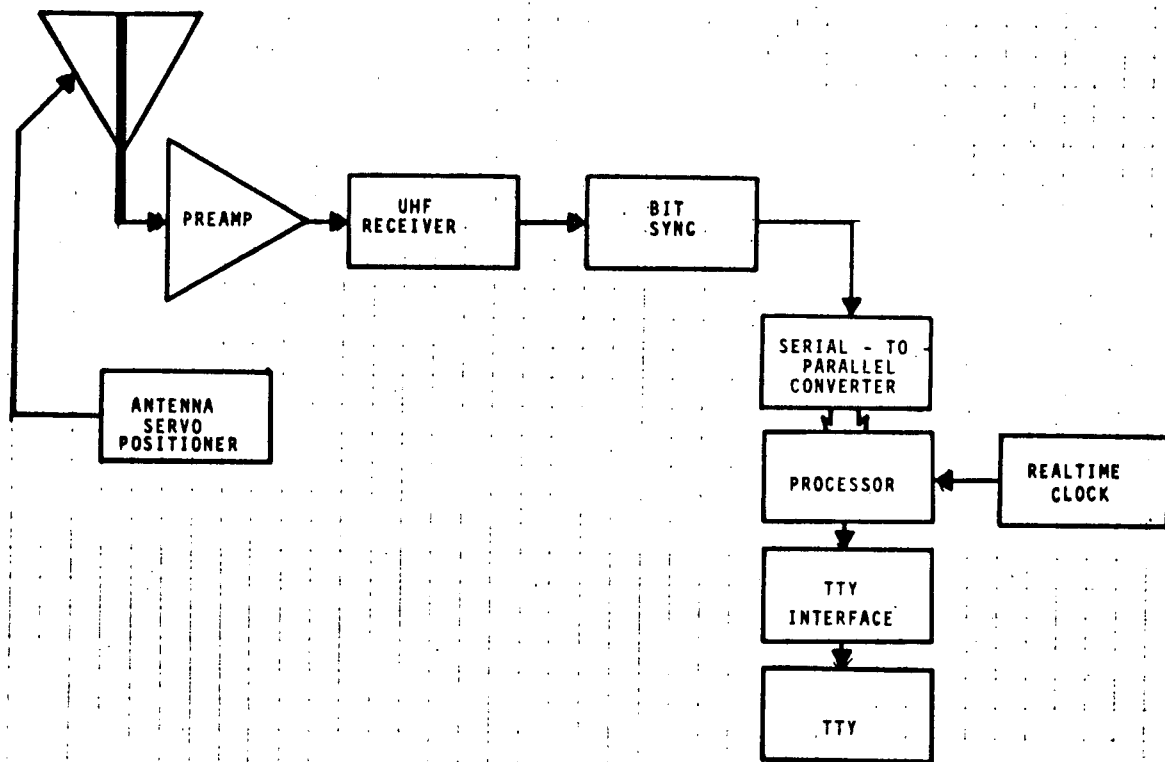 PREAMP
UHF
RECEIVER
BIT
SYNC
SERIAL - TO
PARALLEL
CONVERTER
ANTENNA
SERVO
POSITIONER
PROCESSOR
REALTIME
CLOCK
TTY
INTERFACE
TTY